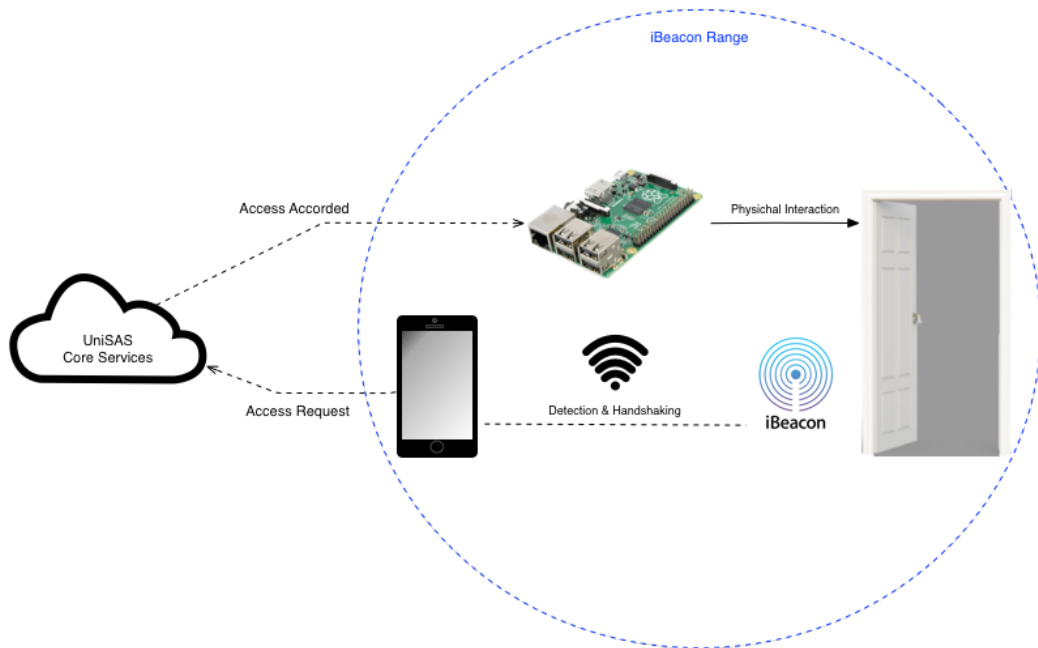 iBeacon Range
Access Accorded
Physichal Interaction
UniSAS
Core Services
Access Request
Detection & Handshaking
iBeacon